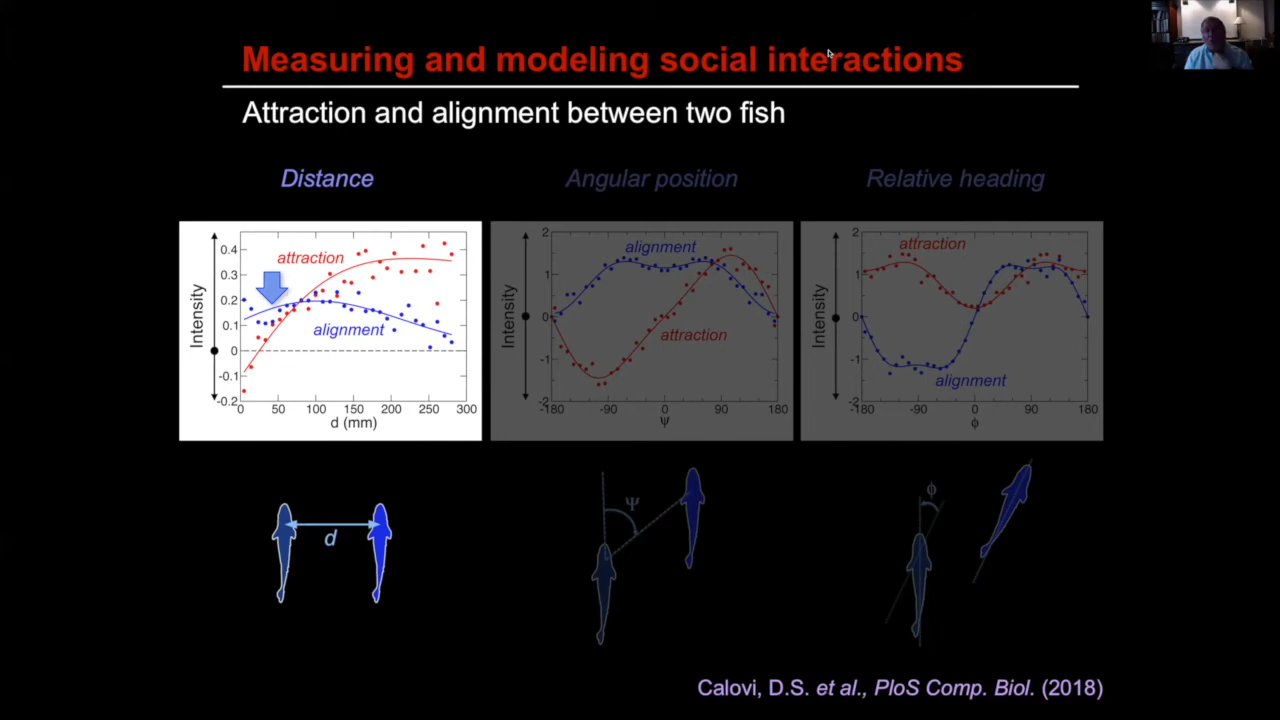 Measuring and modeling social interactions
Attraction and alignment between two fish
Distance
Angular position
Relative heading
0.4
0.3
0.2
0.1
0
-0.1
-0.2
Intensity
attraction
alignment
0 50 100 150 200 250 300
d (mm)
2
1
0
-1
-2
Intensity
alignment
attraction
-180 -90 0 90 180
Ψ
2
1
0
-1
-2
Intensity
attraction
alignment
-180 -90 0 90 180
ϕ
d
Ψ
ϕ
Calovi, D.S. et al., PloS Comp. Biol. (2018)